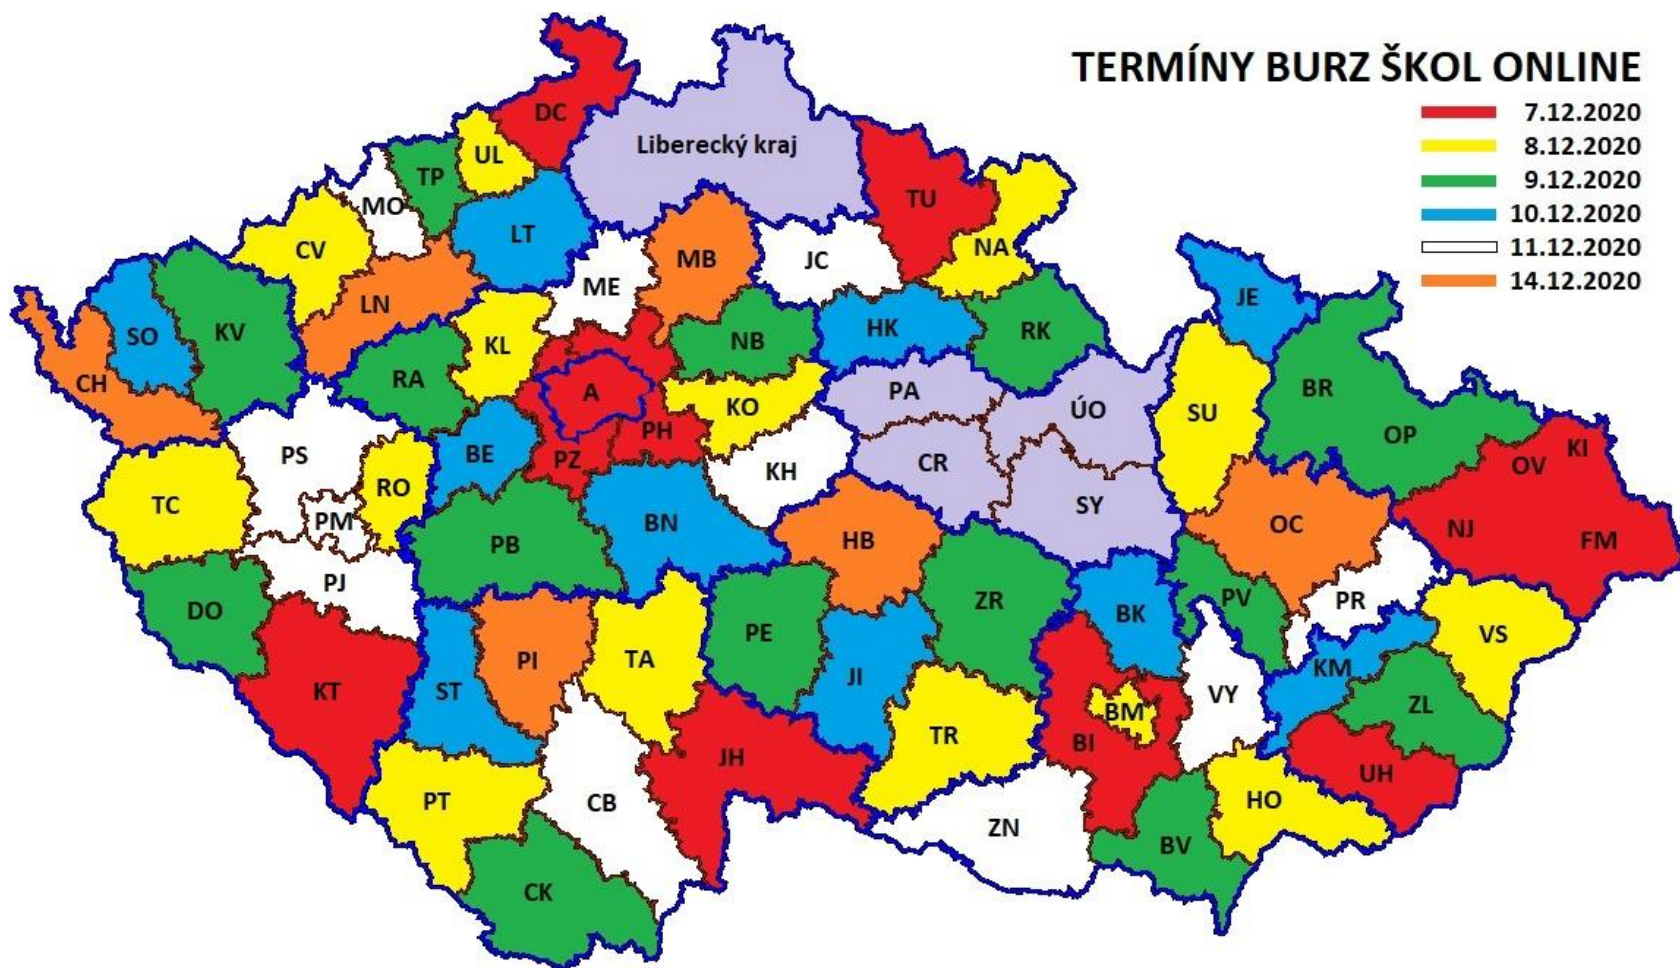 TERMÍNY BURZ ŠKOL ONLINE
7.12.2020
8.12.2020
9.12.2020
10.12.2020
11.12.2020
14.12.2020
DC
Liberecký kraj
UL
TP
MO
TU
LT
CV
NA
MB
JC
ME
LN
JE
SO
KV
KL
NB
HK
RK
CH
RA
A
KO
PA
ÚO
SU
BR
OP
PS
BE
PZ
PH
KH
CR
KI
OV
RO
TC
PM
PB
BN
HB
SY
OC
NJ
FM
PJ
DO
PE
ZR
BK
PV
PR
VS
KT
ST
PI
TA
JI
KM
VY
ZL
BM
BI
TR
JH
UH
PT
CB
ZN
HO
BV
CK